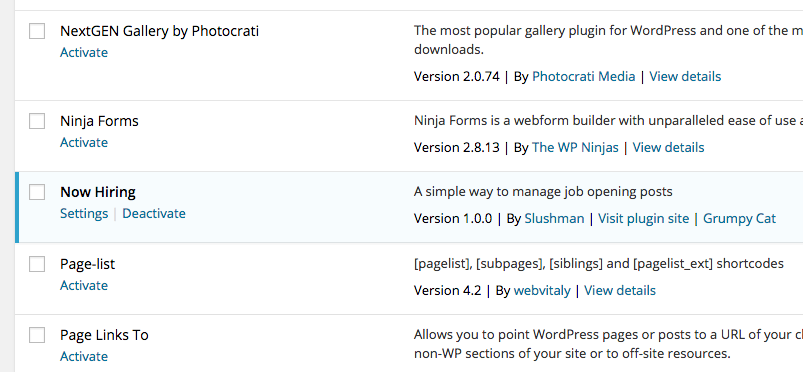 NextGEN Gallery by Photocrati
Activate
The most popular gallery plugin for WordPress and one of the
downloads.
Version 2.0.74 | By Photocrati Media | View details
Ninja Forms
Activate
Ninja Forms is a webform builder with unparalleled ease of use
Version 2.8.13 | By The WP Ninjas | View details
Now Hiring
Settings | Deactivate
A simple way to manage job opening posts
Version 1.0.0 | By Slushman | Visit plugin site | Grumpy Cat
Page-list
Activate
[pagelist], [subpages], [siblings] and [pagelist_ext] shortcodes
Version 4.2 | By webvitaly | View details
Page Links To
Activate
Allows you to point WordPress pages or posts to a URL of your
non-WP sections of your site or to off-site resources.